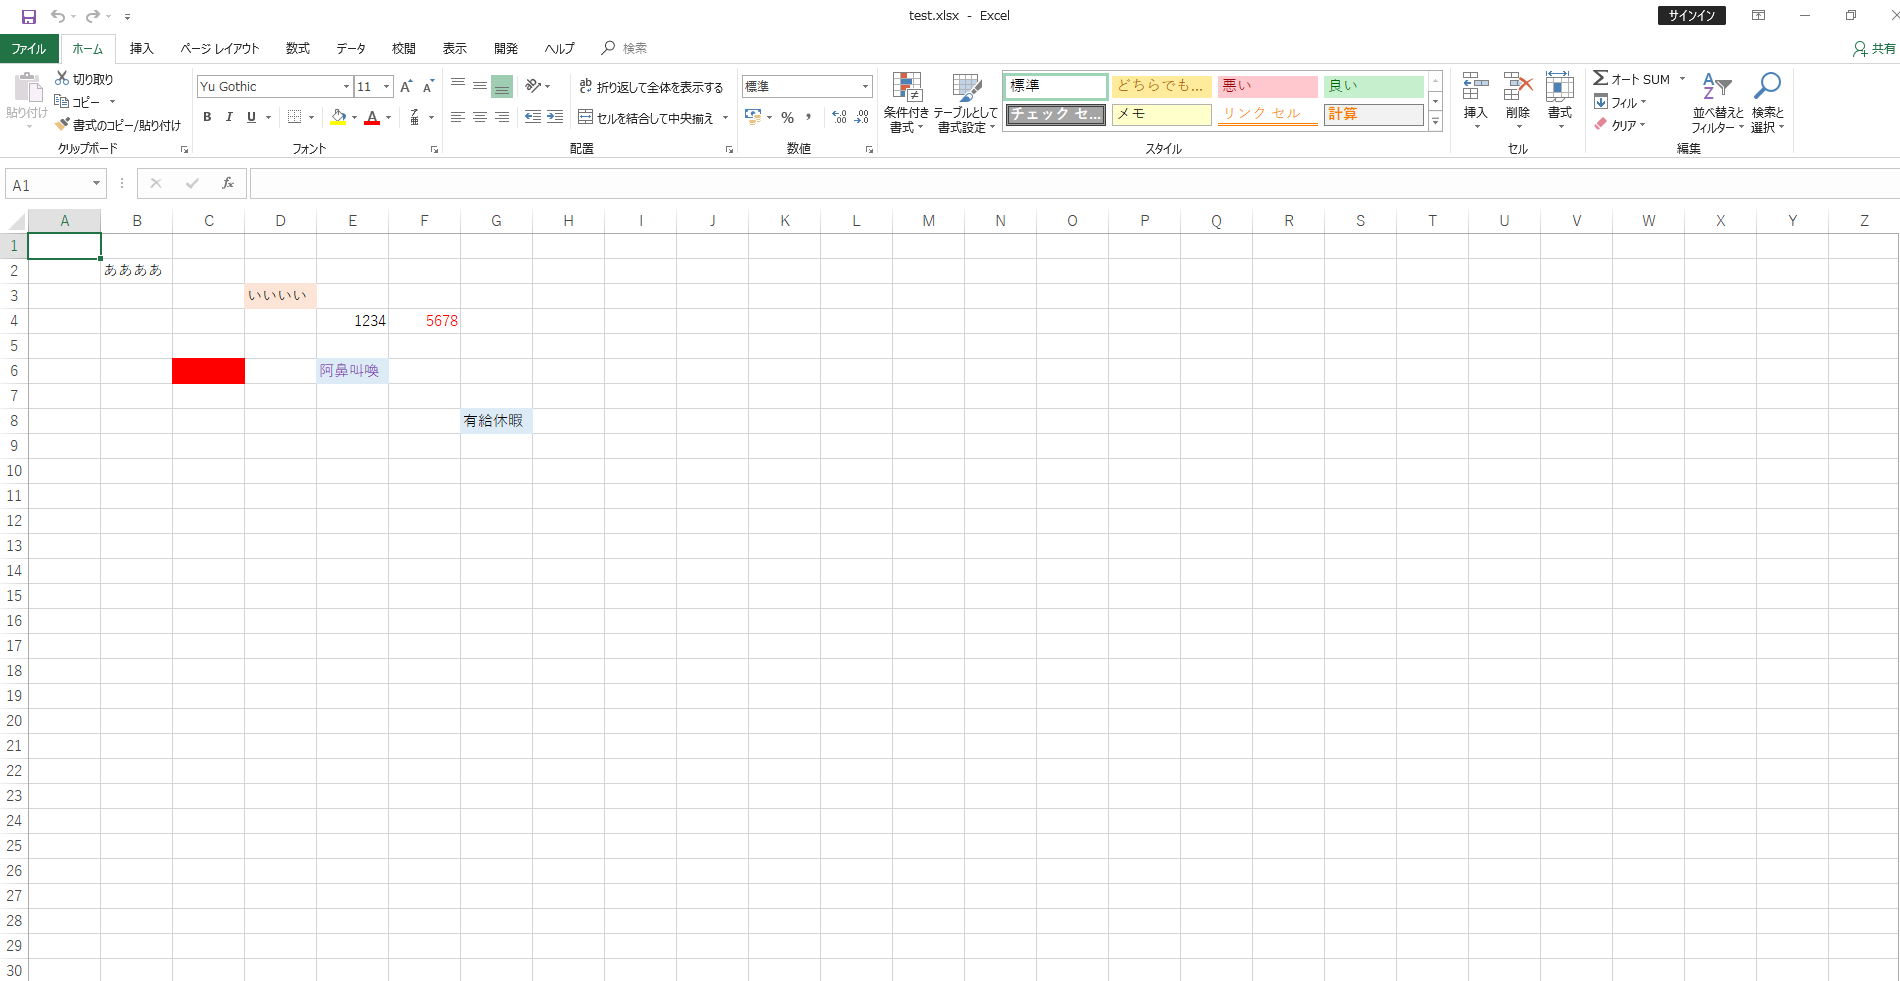 test.xlsx - Excel
サインイン
ファイル ホーム 挿入 ページ レイアウト 数式 データ 校閲 表示 開発 ヘルプ 検索 共有
貼り付け
切り取り
コピー
書式のコピー/貼り付け
クリップボード
Yu Gothic 11
B I U
フォント
折り返して全体を表示する
セルを結合して中央揃え
配置
標準
%
数値
条件付き書式
テーブルとして書式設定
標準 どちらでも... 悪い 良い
チェック セ... メモ リンク セル 計算
スタイル
挿入 削除 書式
セル
オート SUM
フィル
クリア
並べ替えとフィルター
検索と選択
編集
A1
fx
A B C D E F G H I J K L M N O P Q R S T U V W X Y Z
1
2 ああああ
3 いいいい
4 1234 5678
5
6 阿鼻叫喚
7
8 有給休暇
9
10
11
12
13
14
15
16
17
18
19
20
21
22
23
24
25
26
27
28
29
30